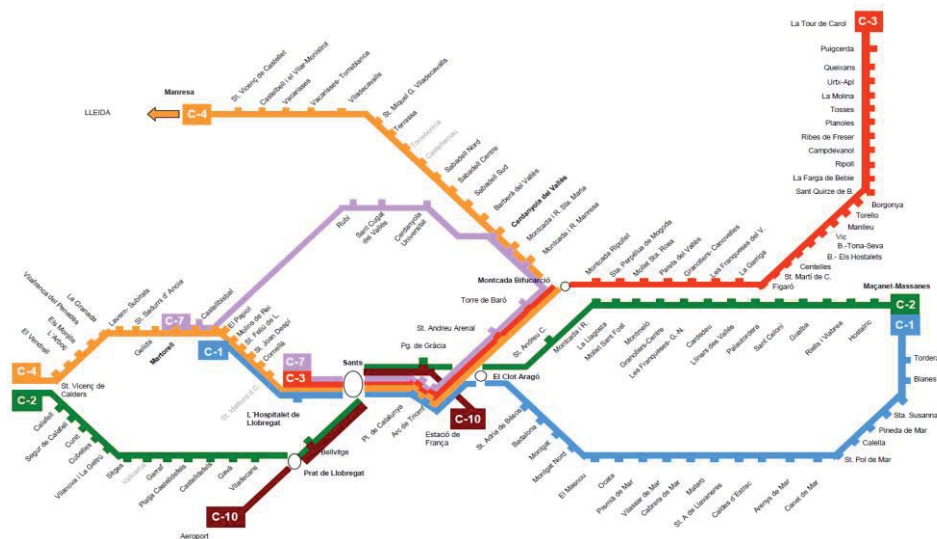 La Tour de Carol
C-3
Puigcerda
Queixans
Urtx-Apl
La Molina
Tosses
Planoles
Ribes de Freser
Campdevanol
Ripoll
La Farga de Bebie
Sant Quirze de B.
Borgonya
Torello
Manlleu
Vic
B.-Tona-Seva
B.- Els Hostalets
Centelles
St. Martí de C.
Figaró
La Garriga
Les Franqueses del V.
Granollers- Canovelles
Parets del Vallès
Mollet Sta. Rosa
Sta. Perpètua de Mogoda
Montcada Ripollet
Montcada Bifurcació
LLEIDA
Manresa
C-4
St. Vicenç de Castellet
Castellbell i el Vilar-Monistrol
Vacarisses
Vacarisses- Torreblanca
Viladecavalls
St. Miquel G. Viladecavalls
Terrassa
Sabadell Nord
Sabadell Centre
Sabadell Sud
Barberà del Vallès
Cerdanyola del Vallès
Montcada I R. Sta. Maria
Montcada i R. Manresa
Rubí
Sant Cugat
del Vallès
Cerdanyola
Universitat
Torre de Baró
St. Andreu Arenal
C-7
Castellbisbal
El Papiol
Molins de Rei
St. Feliu de L.
St. Joan Despí
Cornellà
C-1
Martorell
Gelida
St. Sadurní d´Anoia
Lavern- Subirats
La Granada
Vilafranca del Penedès
Els Monjos
L´Arboç
El Vendrell
C-4
St. Vicenç de
Calders
C-2
Calafell
Segur de Calafell
Cunit
Cubelles
Vilanova i La Geltrú
Sitges
Garraf
Platja Castelldefels
Castelldefels
Gavà
Viladecans
Prat de Llobregat
Bellvitge
C-10
Aeroport
L´Hospitalet de
Llobregat
C-7
C-3
Sants
Pg. de Gràcia
Pl. de Catalunya
Arc de Triomf
Estació de
França
C-10
El Clot Aragó
St. Andreu C.
Montcada I R.
La Llagosta
Mollet Sant Fost
Montmeló
Granollers-Centre
Les Franqueses- G.-N.
Cardedeu
Llinars des Vallès
Palautordera
Sant Celoni
Gualba
Riells i Viabrea
Hostalric
Maçanet-Massanes
C-2
C-1
Tordera
Blanes
Sta. Susanna
Pineda de Mar
Calella
St. Pol de Mar
Canet de Mar
Arenys de Mar
Caldes d´Estrac
St. A de Llavaneres
Mataró
Cabrera de Mar
Vilassar de Mar
Premià de Mar
Ocata
El Masnou
Montgat Nord
Montgat
Badalona
St. Adrià de Besos